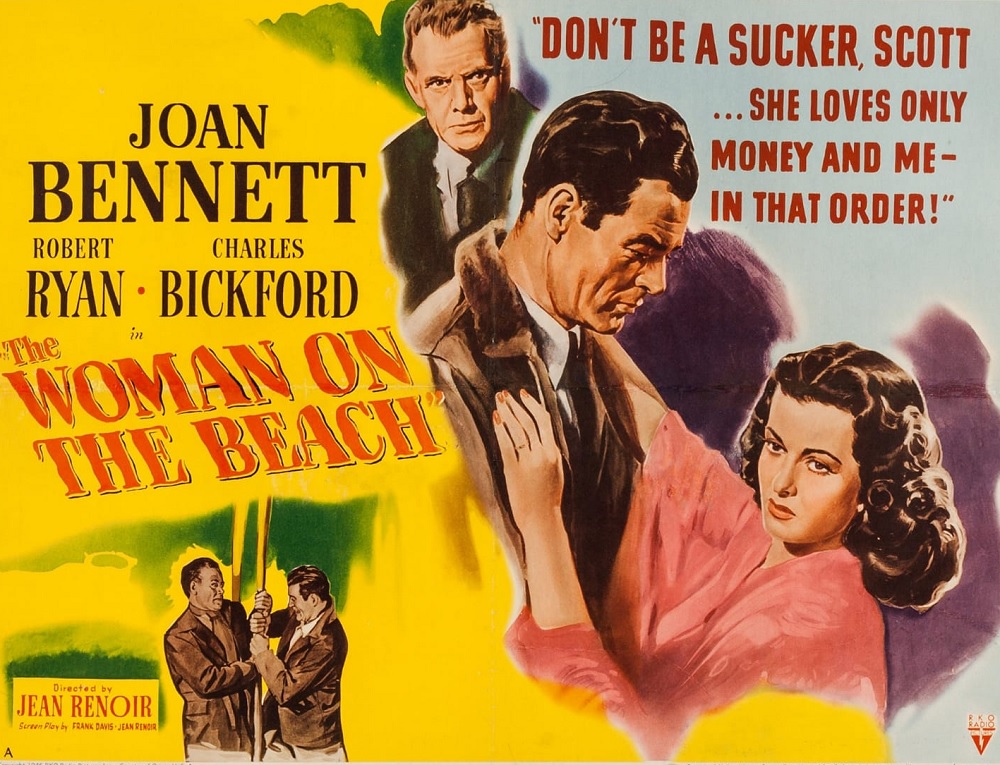 "DON'T BE A SUCKER, SCOTT
...SHE LOVES ONLY
MONEY AND ME-
IN THAT ORDER!"
JOAN
BENNETT
ROBERT
RYAN
CHARLES
BICKFORD
in
"The
WOMAN ON
THE BEACH"
Directed by
JEAN RENOIR
Screen Play by FRANK DAVIS · JEAN RENOIR
A
RKO
RADIO